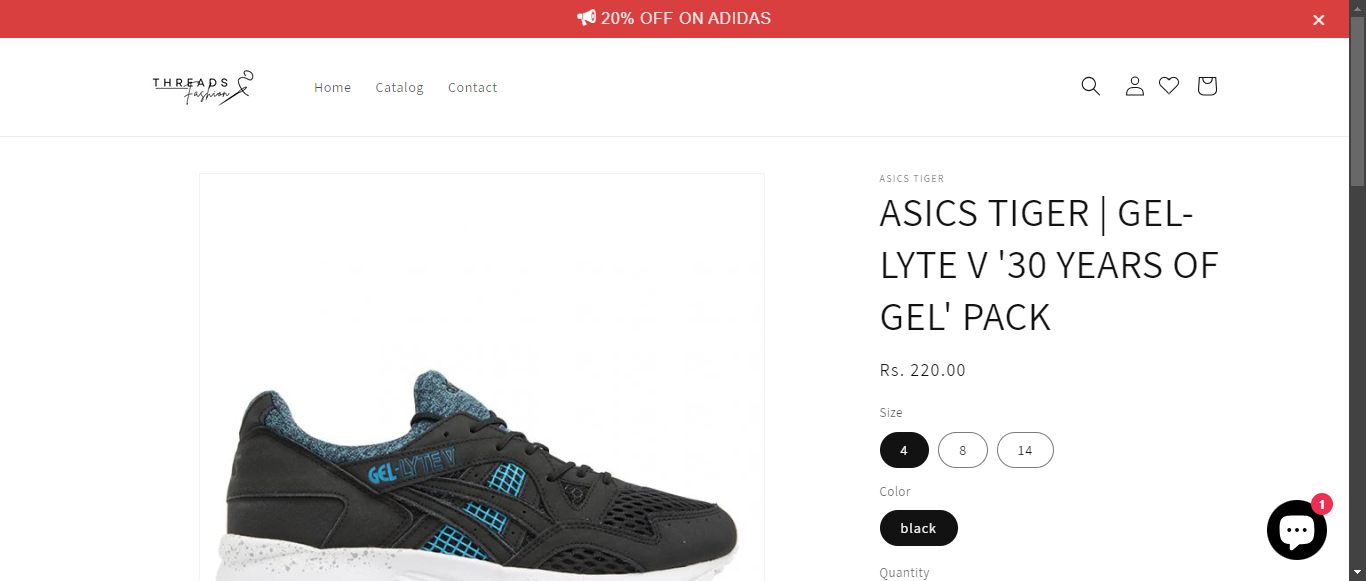 20% OFF ON ADIDAS
THREADS
Fashion
Home Catalog Contact
ASICS TIGER
ASICS TIGER | GEL-
LYTE V '30 YEARS OF
GEL' PACK
Rs. 220.00
Size
4 8 14
Color
black
Quantity
1
GEL-LYTE V